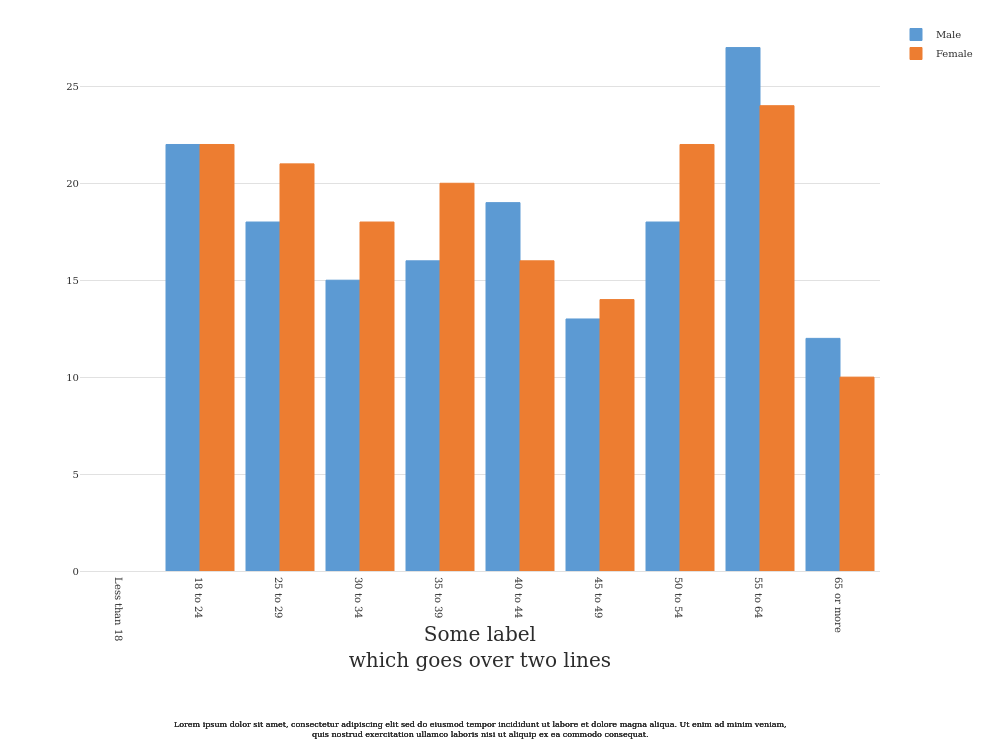 Male
Female
25
20
15
10
5
0
Less than 18
18 to 24
25 to 29
30 to 34
35 to 39
40 to 44
45 to 49
50 to 54
55 to 64
65 or more
Some label
which goes over two lines
Lorem ipsum dolor sit amet, consectetur adipiscing elit sed do eiusmod tempor incididunt ut labore et dolore magna aliqua. Ut enim ad minim veniam,
quis nostrud exercitation ullamco laboris nisi ut aliquip ex ea commodo consequat.